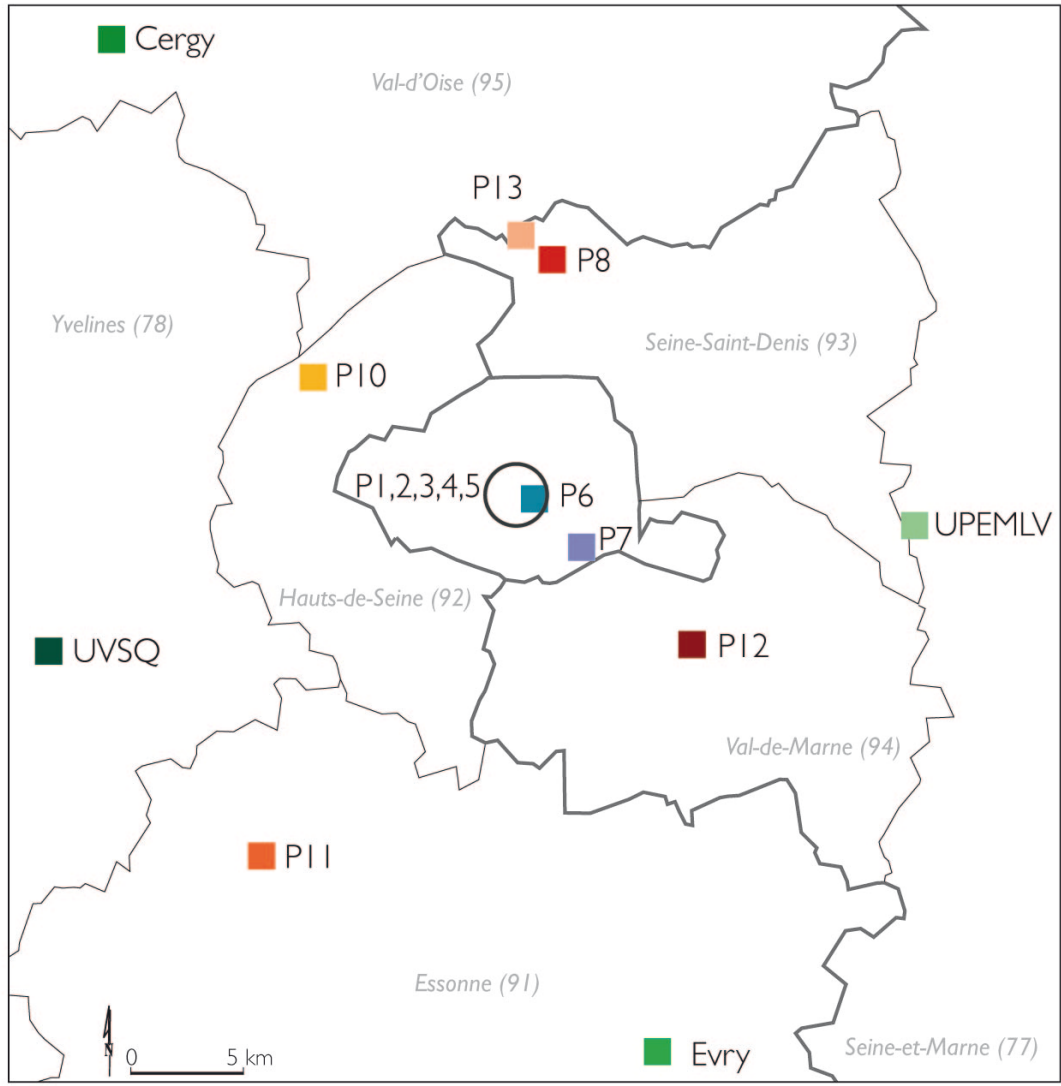 Cergy
Val-d'Oise (95)
P13
P8
Yvelines (78)
Seine-Saint-Denis (93)
P10
P1,2,3,4,5
P6
UPEMLV
P7
Hauts-de-Seine (92)
UVSQ
P12
Val-de-Marne (94)
P11
Essonne (91)
N
0
5 km
Evry
Seine-et-Marne (77)